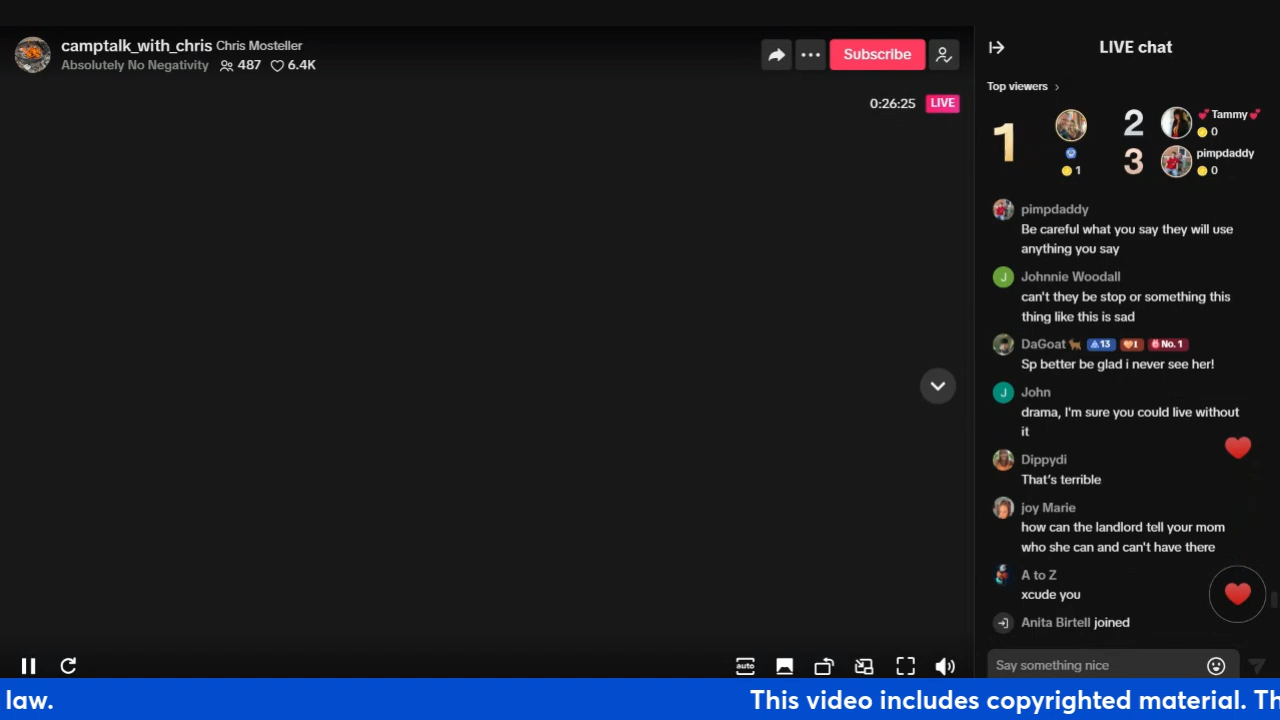 camptalk_with_chris Chris Mosteller
Absolutely No Negativity 487 6.4K
Subscribe
0:26:25 LIVE
LIVE chat
Top viewers >
1
1
2
💕Tammy💕
0
3
pimpdaddy
0
pimpdaddy
Be careful what you say they will use
anything you say
J
Johnnie Woodall
can't they be stop or something this
thing like this is sad
DaGoat🐐 13 I No. 1
Sp better be glad i never see her!
J
John
drama, I'm sure you could live without
it
Dippydi
That's terrible
joy Marie
how can the landlord tell your mom
who she can and can't have there
A to Z
xcude you
Anita Birtell joined
auto
Say something nice
law. This video includes copyrighted material. Th